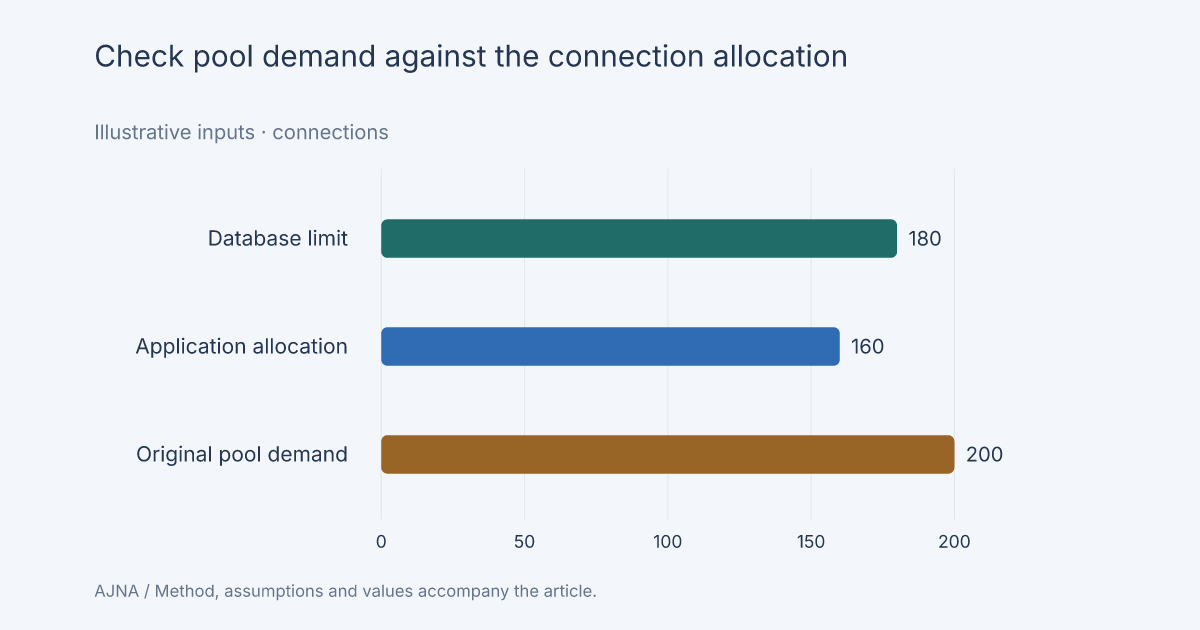 Check pool demand against the connection allocation
Illustrative inputs · connections
Database limit 180
Application allocation 160
Original pool demand 200
0 50 100 150 200
AJNA / Method, assumptions and values accompany the article.